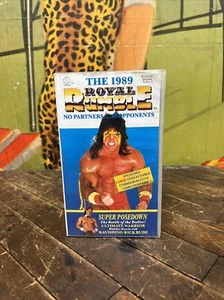 THE 1989
ROYAL
RUMBLE
NO PARTNERS OPPONENTS
SUPER POSEDOWN
The Battle of the Bodies!
ULTIMATE WARRIOR
RAVISHING RICK RUDE